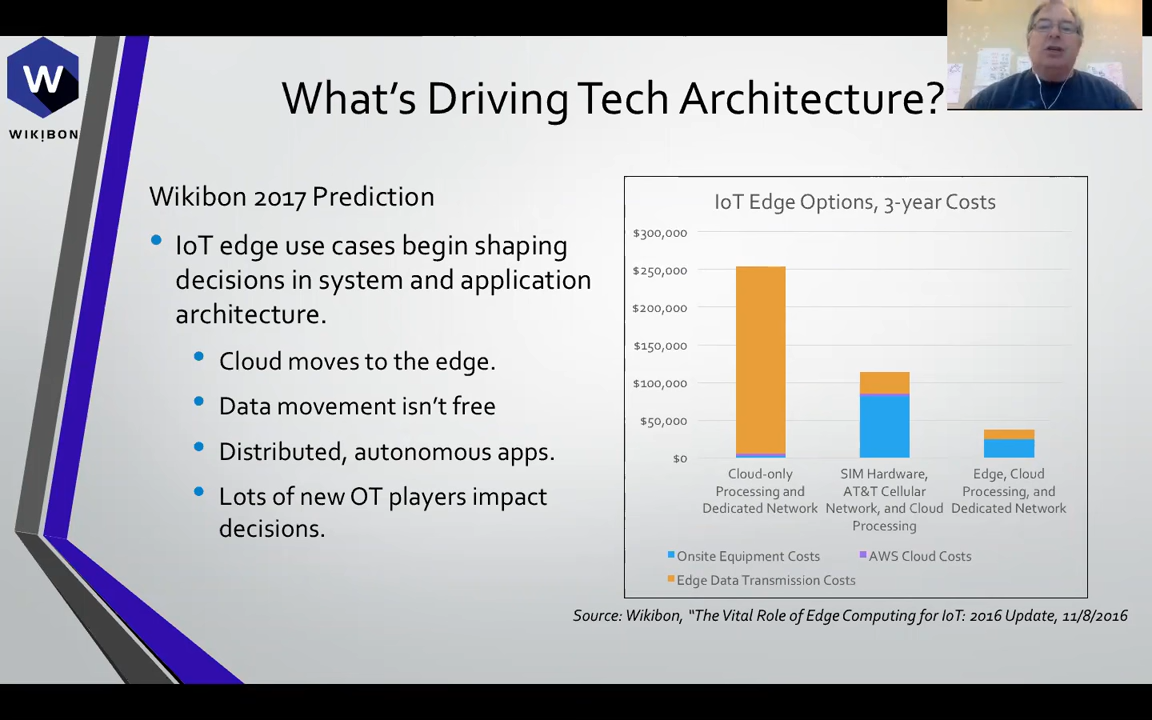 W
WIKIBON
What's Driving Tech Architecture?
Wikibon 2017 Prediction
IoT edge use cases begin shaping
decisions in system and application
architecture.
Cloud moves to the edge.
Data movement isn't free
Distributed, autonomous apps.
Lots of new OT players impact
decisions.
IoT Edge Options, 3-year Costs
$300,000
$250,000
$200,000
$150,000
$100,000
$50,000
$0
Cloud-only
Processing and
Dedicated Network
SIM Hardware,
AT&T Cellular
Network, and Cloud
Processing
Edge, Cloud
Processing, and
Dedicated Network
Onsite Equipment Costs
AWS Cloud Costs
Edge Data Transmission Costs
Source: Wikibon, "The Vital Role of Edge Computing for IoT: 2016 Update, 11/8/2016